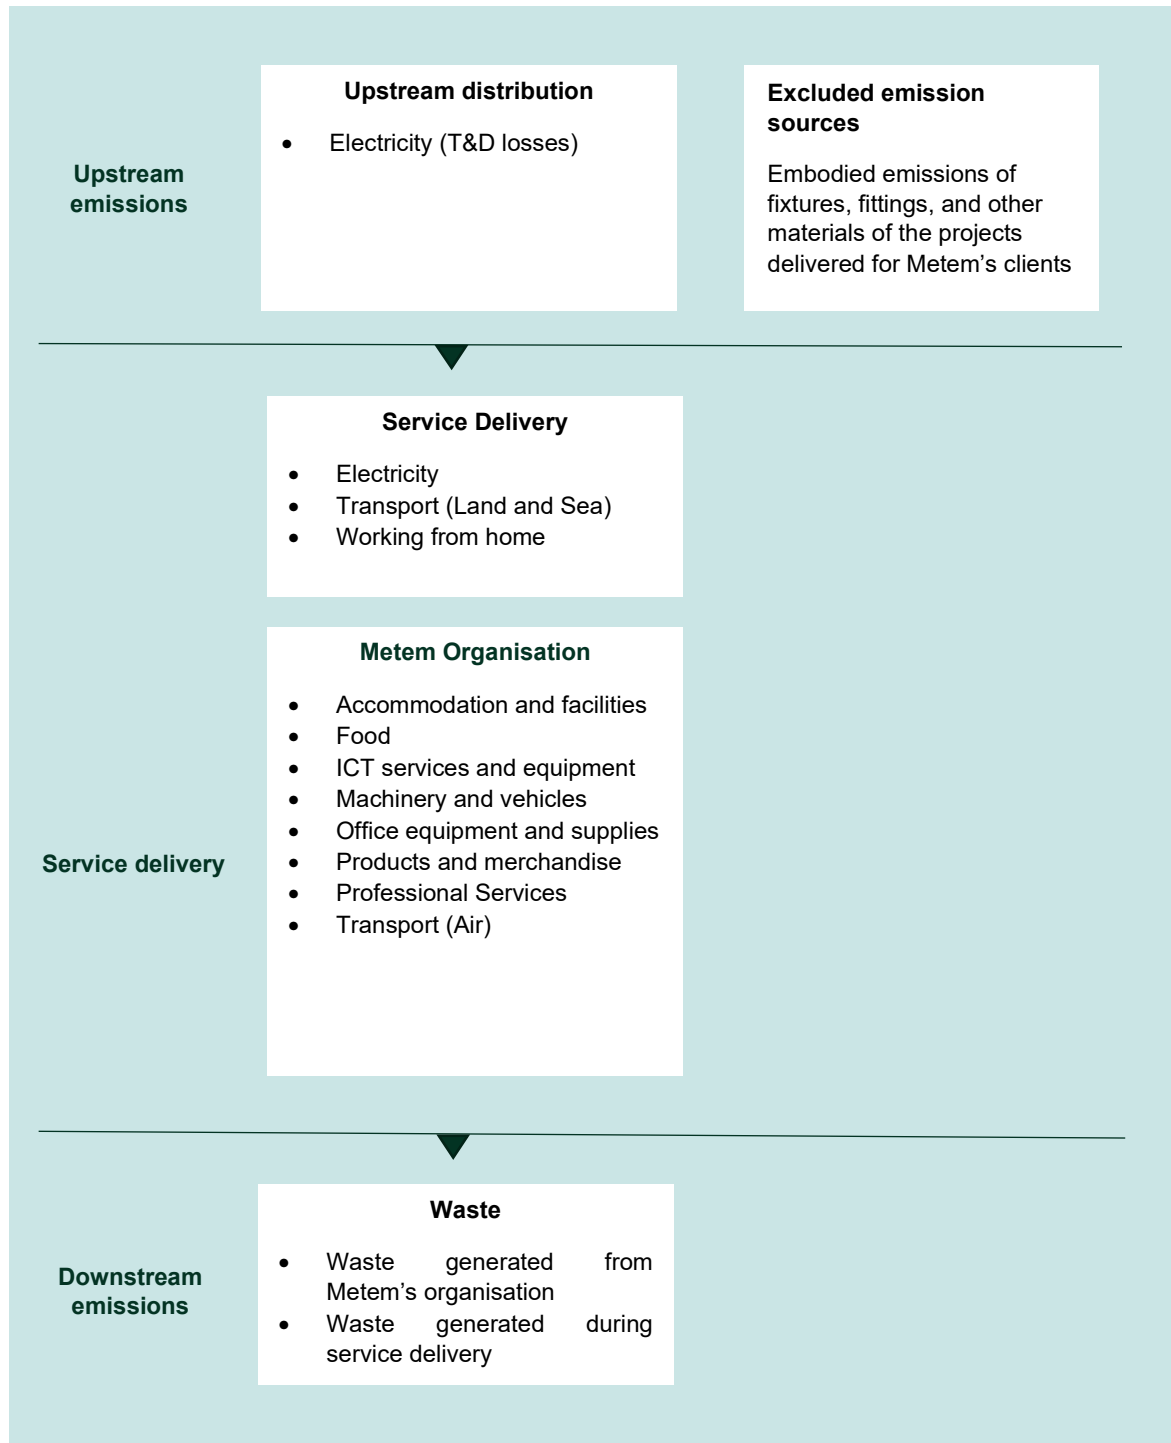 Upstream
emissions
Upstream distribution
• Electricity (T&D losses)
Excluded emission
sources
Embodied emissions of
fixtures, fittings, and other
materials of the projects
delivered for Metem’s clients
Service delivery
Service Delivery
• Electricity
• Transport (Land and Sea)
• Working from home
Metem Organisation
• Accommodation and facilities
• Food
• ICT services and equipment
• Machinery and vehicles
• Office equipment and supplies
• Products and merchandise
• Professional Services
• Transport (Air)
Downstream
emissions
Waste
• Waste generated from
Metem’s organisation
• Waste generated during
service delivery